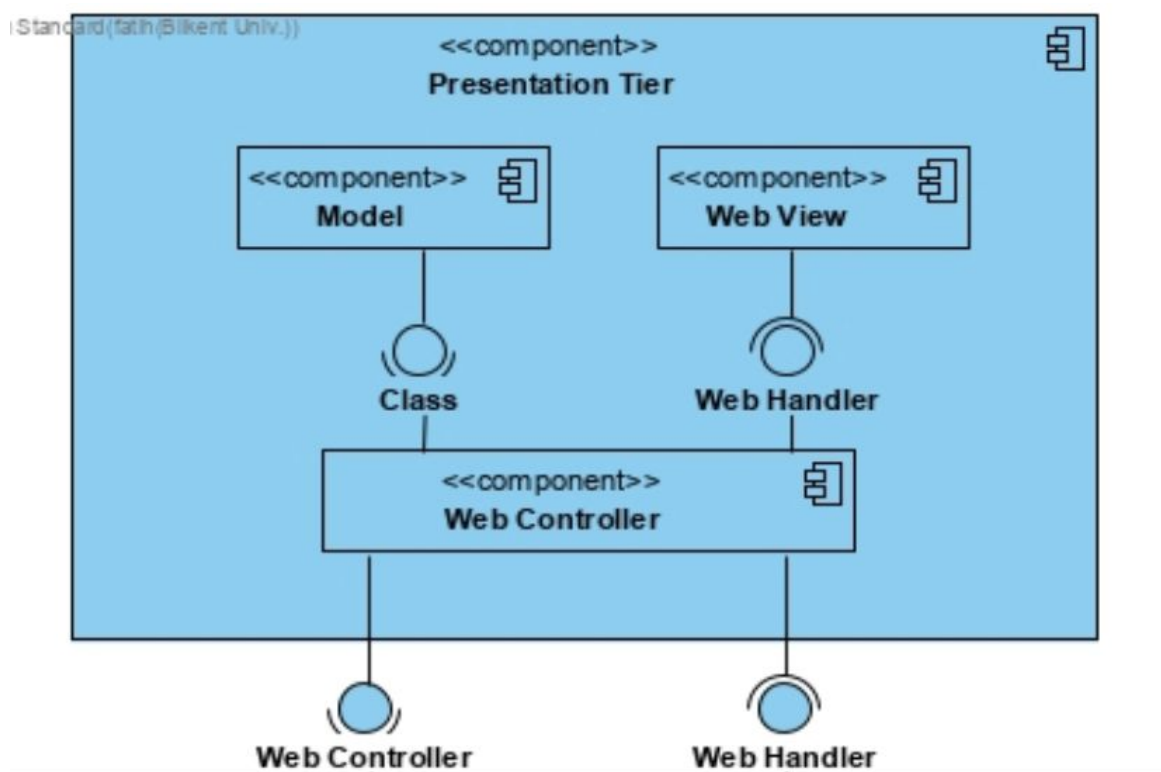 Standard(fatih(Bilkent Univ.))
<<component>>
Presentation Tier
<<component>>
Model
<<component>>
Web View
Class
Web Handler
<<component>>
Web Controller
Web Controller
Web Handler